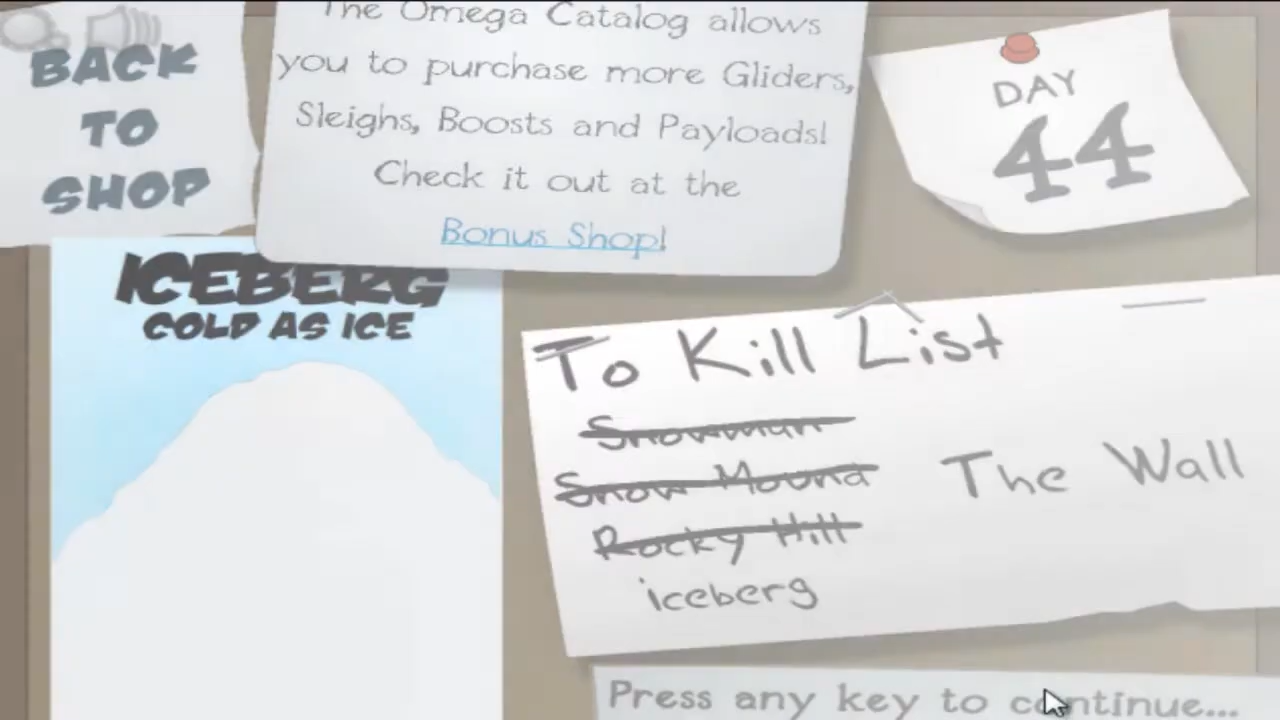 BACK
TO
SHOP
The Omega Catalog allows
you to purchase more Gliders,
Sleighs, Boosts and Payloads!
Check it out at the
Bonus Shop!
DAY
44
ICEBERG
COLD AS ICE
To Kill List
Snowman
Snow Mound
The Wall
Rocky Hill
iceberg
Press any key to continue...